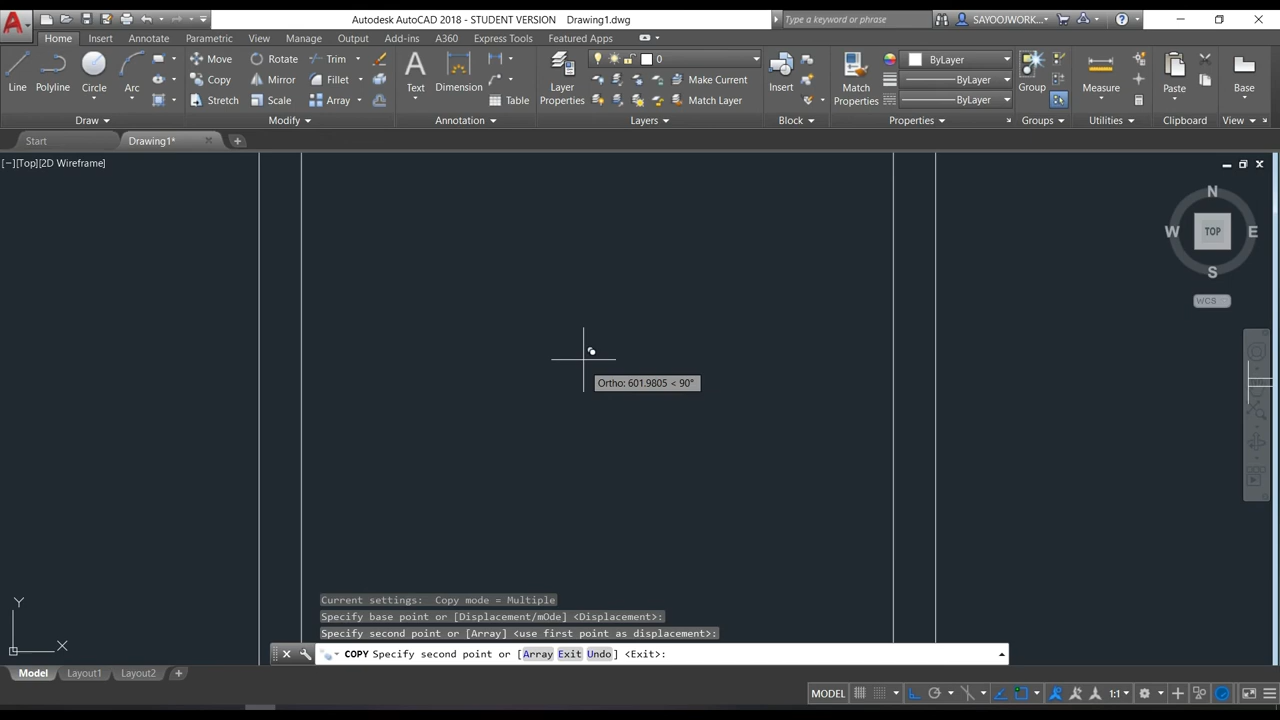 Autodesk AutoCAD 2018 - STUDENT VERSION Drawing1.dwg
Type a keyword or phrase
SAYOOJWORK...
Home Insert Annotate Parametric View Manage Output Add-ins A360 Express Tools Featured Apps
Line
Polyline
Circle
Arc
Move
Rotate
Trim
Copy
Mirror
Fillet
Stretch
Scale
Array
Text
Dimension
Table
Layer
Properties
0
Make Current
Match Layer
Insert
Match
Properties
ByLayer
ByLayer
ByLayer
Group
Measure
Paste
Base
Draw Modify Annotation Layers Block Properties Groups Utilities Clipboard View
Start Drawing1*
[−][Top][2D Wireframe]
N
W TOP E
S
WCS
Ortho: 601.9805 < 90°
Current settings: Copy mode = Multiple
Specify base point or [Displacement/mOde] <Displacement>:
Specify second point or [Array] <use first point as displacement>:
COPY Specify second point or [Array Exit Undo] <Exit>:
Y
X
Model Layout1 Layout2
MODEL 1:1